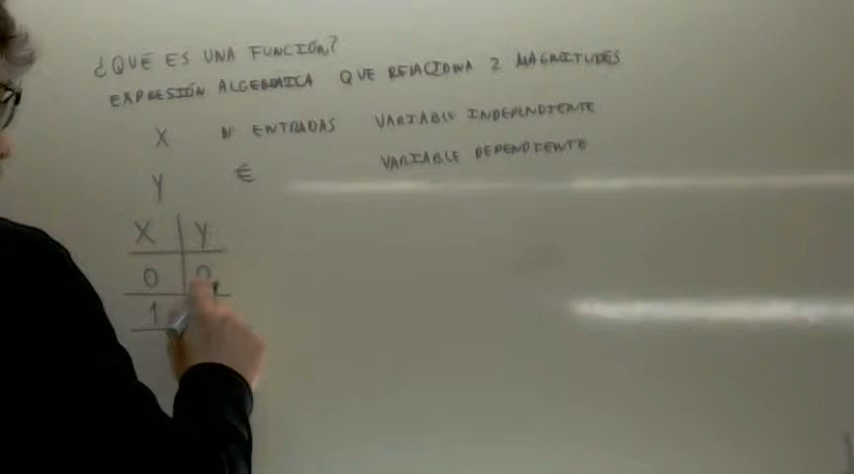 ¿QUÉ ES UNA FUNCIÓN?
EXPRESIÓN ALGEBRAICA QUE RELACIONA 2 MAGNITUDES
X Nº ENTRADAS VARIABLE INDEPENDIENTE
Y € VARIABLE DEPENDIENTE
X Y
0 0
1